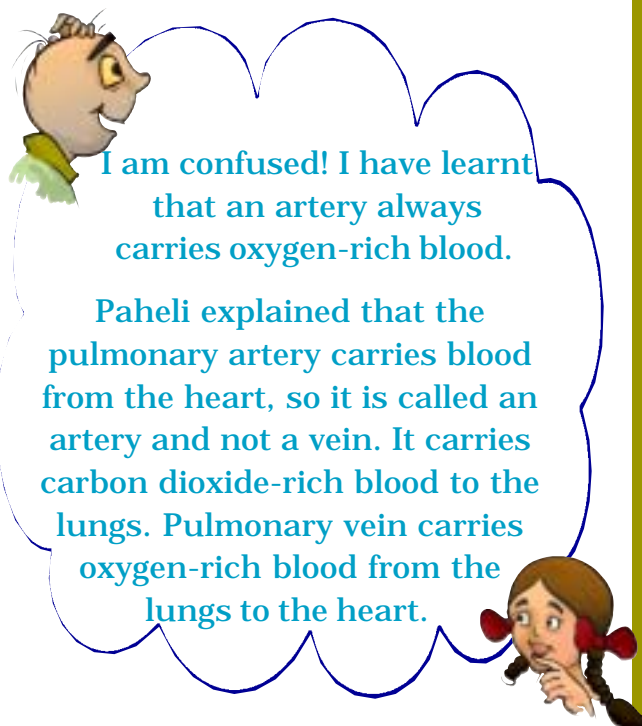 I am confused! I have learnt
that an artery always
carries oxygen-rich blood.
Paheli explained that the
pulmonary artery carries blood
from the heart, so it is called an
artery and not a vein. It carries
carbon dioxide-rich blood to the
lungs. Pulmonary vein carries
oxygen-rich blood from the
lungs to the heart.